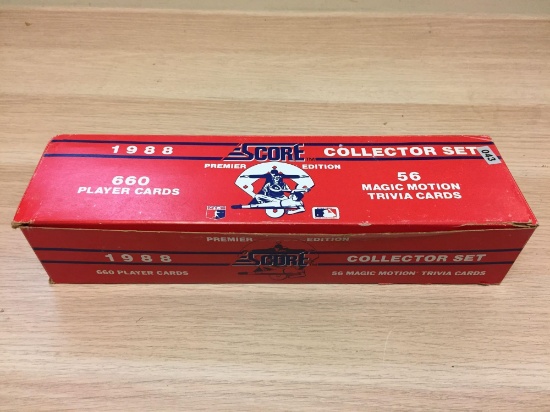 1988 SCORE COLLECTOR SET
PREMIER EDITION
660
PLAYER CARDS
56
MAGIC MOTION
TRIVIA CARDS
PREMIER EDITION
1988 SCORE COLLECTOR SET
660 PLAYER CARDS 56 MAGIC MOTION TRIVIA CARDS